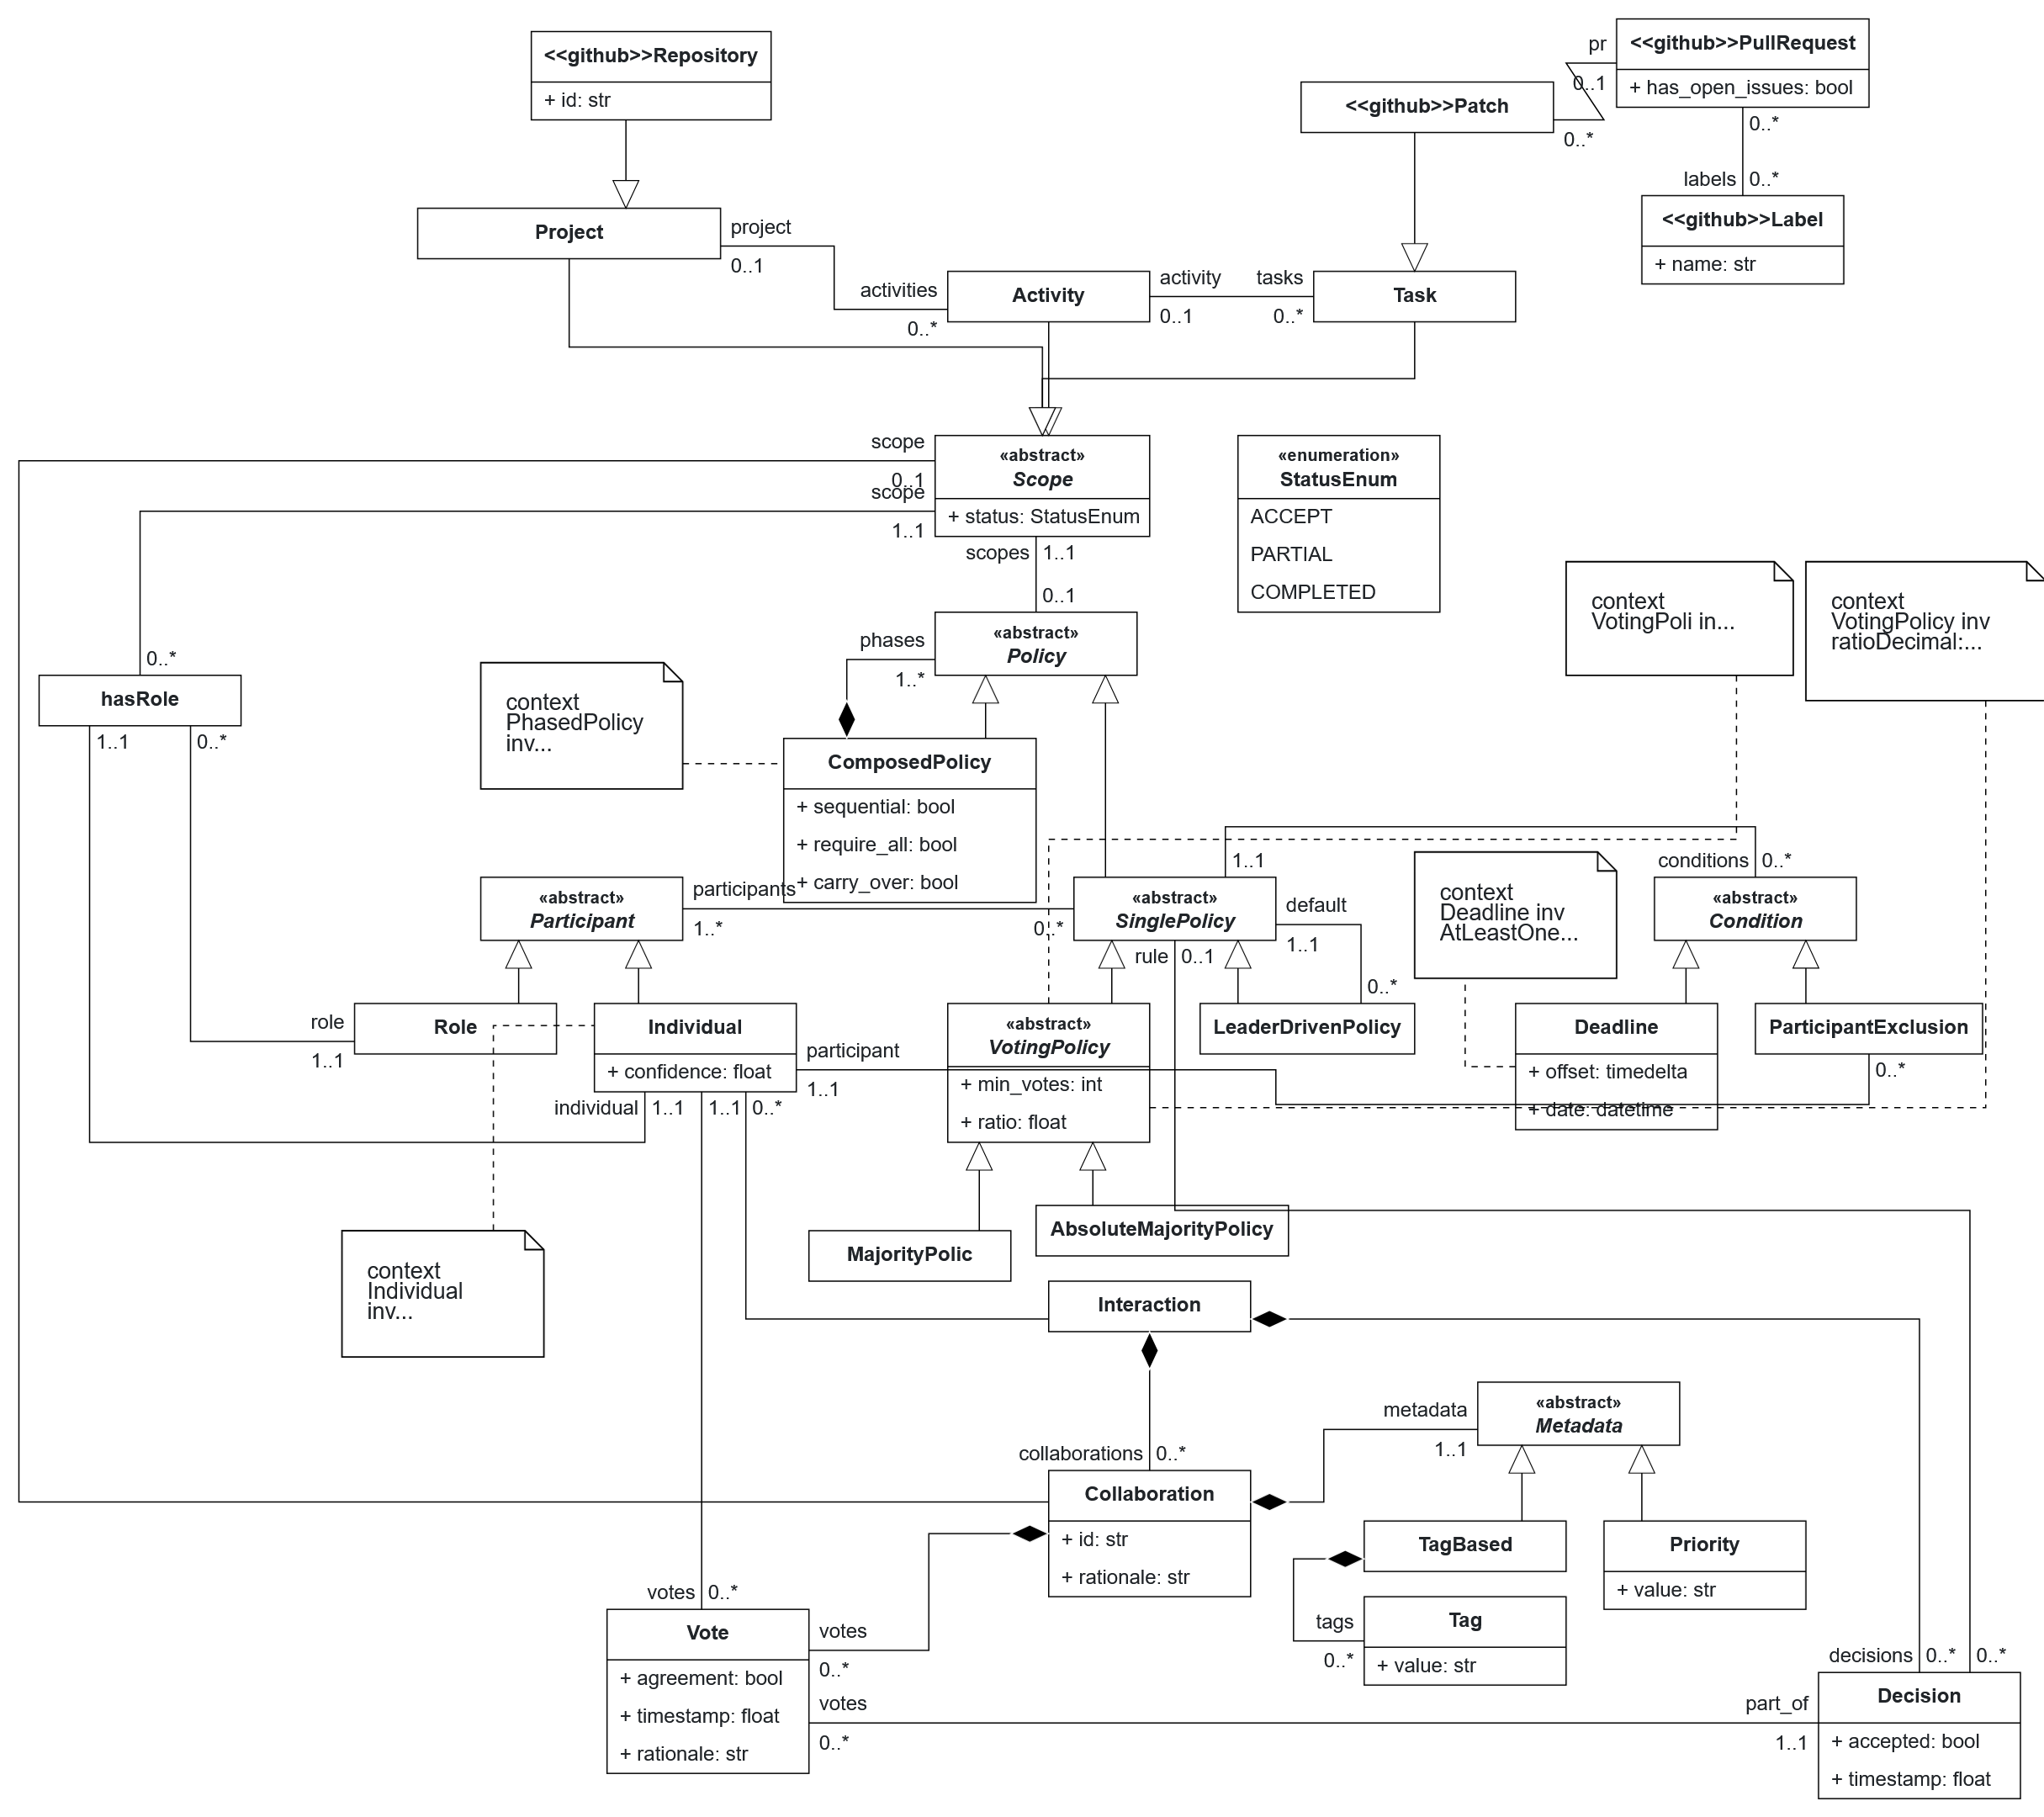 <<github>>Repository
+ id: str
<<github>>PullRequest
+ has_open_issues: bool
pr
0..1
<<github>>Patch
0..*
0..*
labels
0..*
<<github>>Label
+ name: str
Project
project
0..1
activities
0..*
Activity
activity
0..1
tasks
0..*
Task
scope
0..1
scope
1..1
«abstract»
Scope
+ status: StatusEnum
«enumeration»
StatusEnum
ACCEPT
PARTIAL
COMPLETED
scopes
1..1
0..1
«abstract»
Policy
phases
1..*
context
VotingPoli in...
context
VotingPolicy inv
ratioDecimal:...
0..*
hasRole
1..1
0..*
context
PhasedPolicy
inv...
ComposedPolicy
+ sequential: bool
+ require_all: bool
+ carry_over: bool
1..1
conditions
0..*
context
Deadline inv
AtLeastOne...
«abstract»
Participant
participants
1..*
0..*
«abstract»
SinglePolicy
default
1..1
0..*
rule
0..1
«abstract»
Condition
role
1..1
Role
Individual
+ confidence: float
participant
1..1
individual
1..1
1..1
0..*
«abstract»
VotingPolicy
+ min_votes: int
+ ratio: float
LeaderDrivenPolicy
Deadline
+ offset: timedelta
+ date: datetime
ParticipantExclusion
0..*
context
Individual
inv...
MajorityPolic
AbsoluteMajorityPolicy
Interaction
collaborations
0..*
metadata
1..1
«abstract»
Metadata
Collaboration
+ id: str
+ rationale: str
TagBased
Priority
+ value: str
tags
0..*
Tag
+ value: str
votes
0..*
Vote
+ agreement: bool
+ timestamp: float
+ rationale: str
votes
0..*
votes
0..*
decisions
0..*
0..*
part_of
1..1
Decision
+ accepted: bool
+ timestamp: float